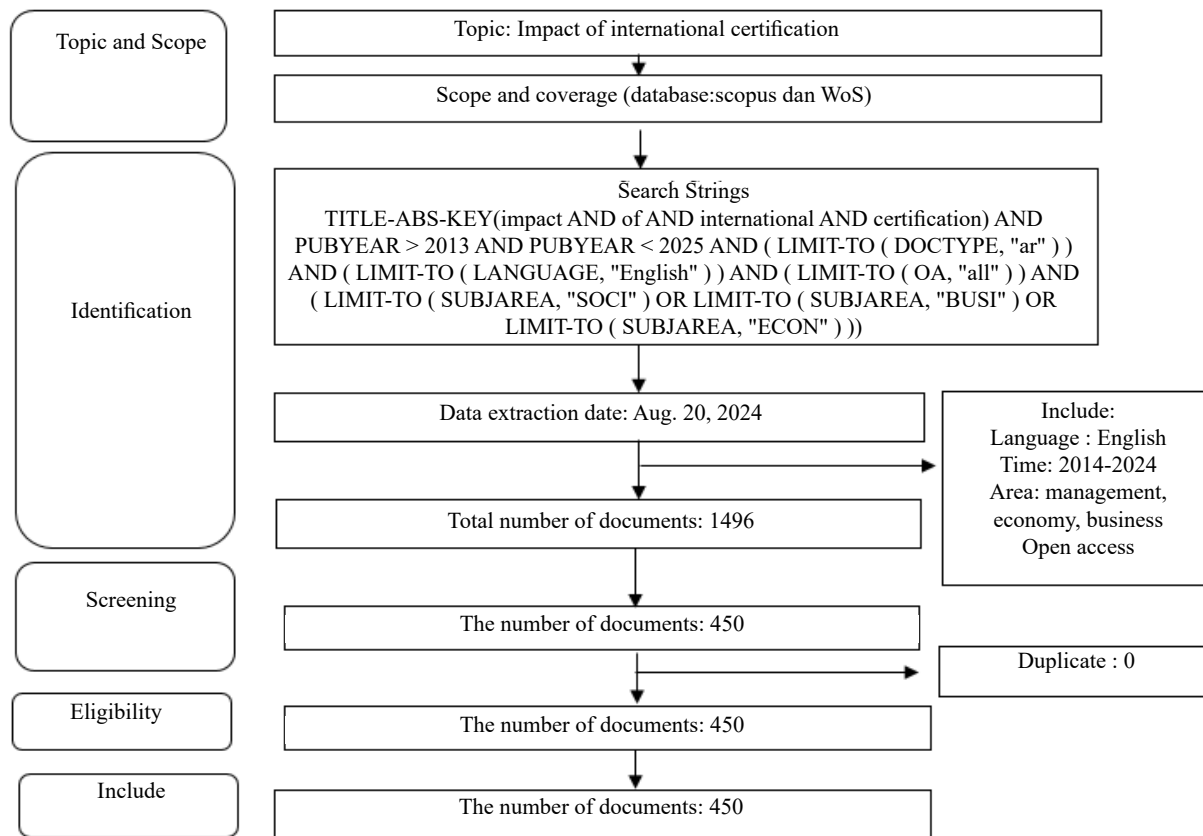 Topic and Scope
Topic: Impact of international certification
Scope and coverage (database:scopus dan WoS)
Identification
Search Strings
TITLE-ABS-KEY(impact AND of AND international AND certification) AND
PUBYEAR > 2013 AND PUBYEAR < 2025 AND ( LIMIT-TO ( DOCTYPE, "ar" ) )
AND ( LIMIT-TO ( LANGUAGE, "English" ) ) AND ( LIMIT-TO ( OA, "all" ) ) AND
( LIMIT-TO ( SUBJAREA, "SOCI" ) OR LIMIT-TO ( SUBJAREA, "BUSI" ) OR
LIMIT-TO ( SUBJAREA, "ECON" ) ))
Data extraction date: Aug. 20, 2024
Include:
Language : English
Time: 2014-2024
Area: management,
economy, business
Open access
Total number of documents: 1496
Screening
The number of documents: 450
Duplicate : 0
Eligibility
The number of documents: 450
Include
The number of documents: 450